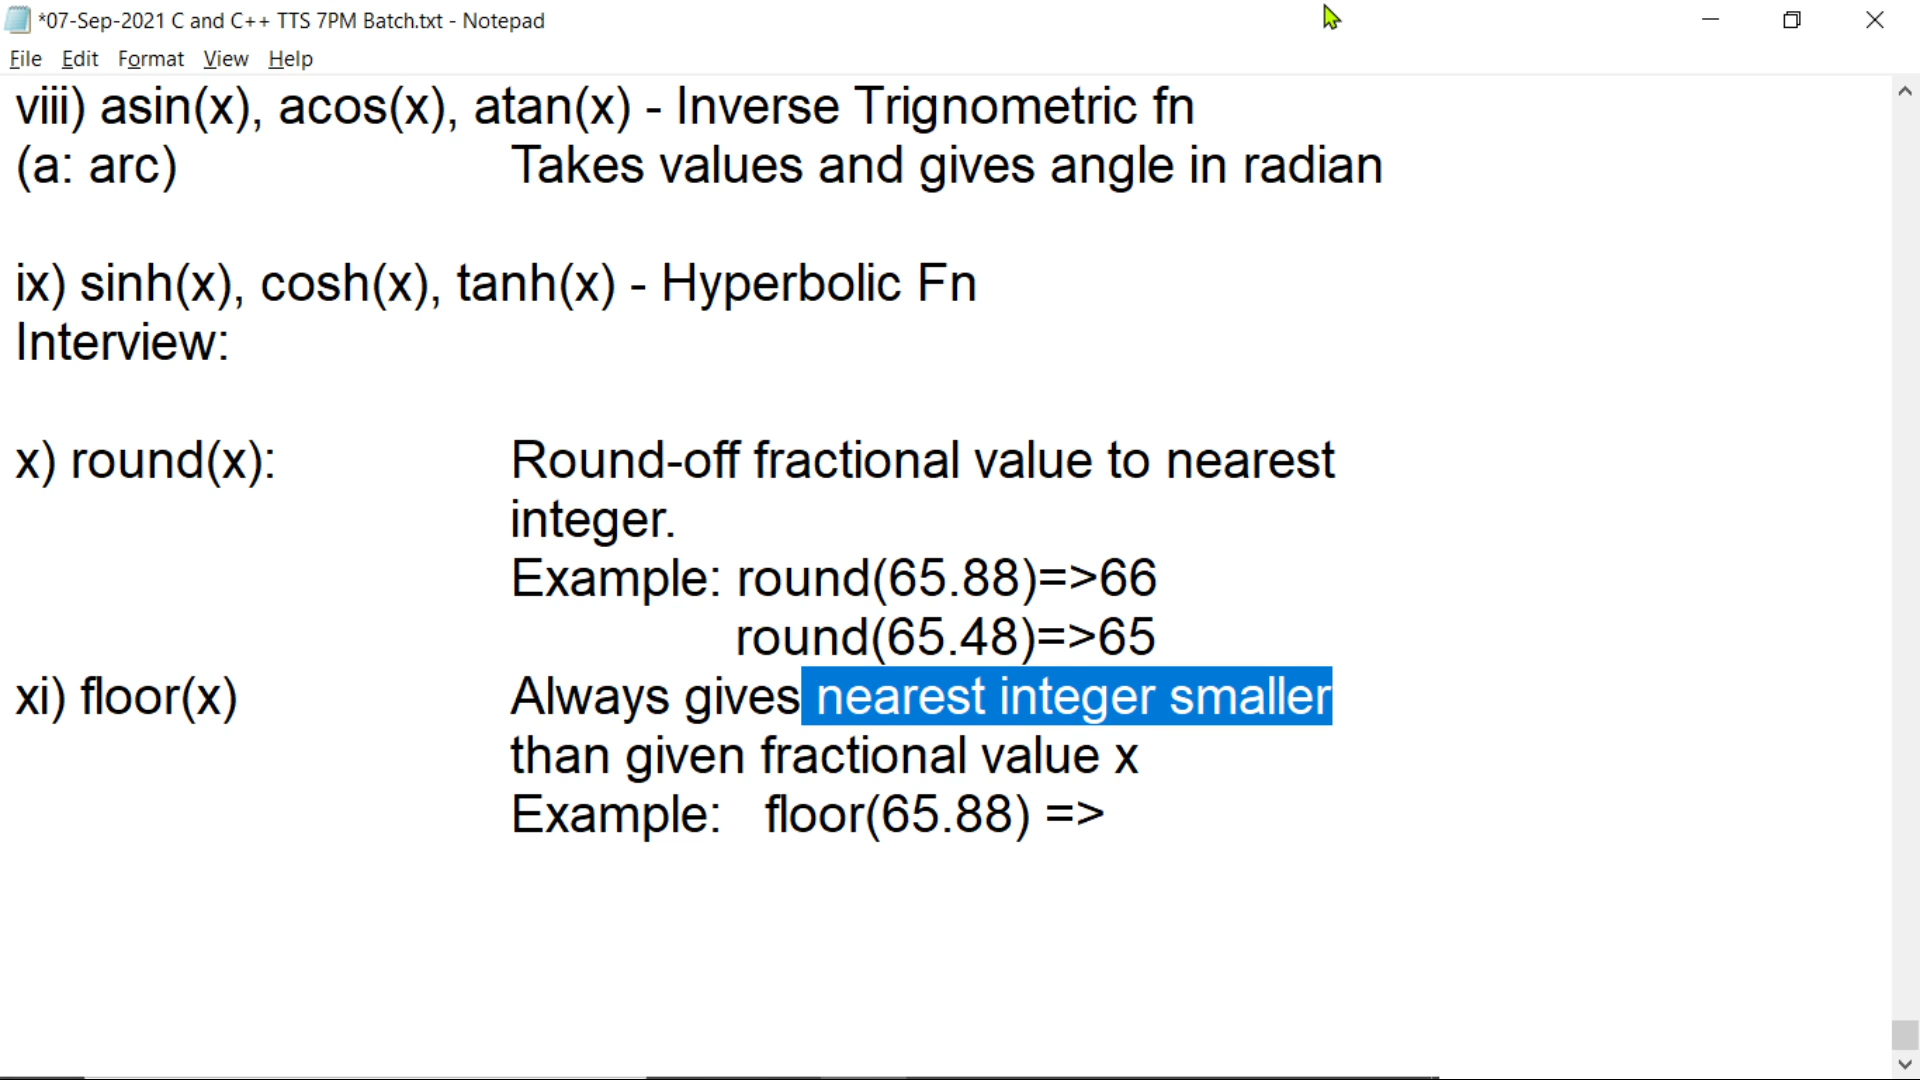 *07-Sep-2021 C and C++ TTS 7PM Batch.txt - Notepad
File Edit Format View Help
viii) asin(x), acos(x), atan(x) - Inverse Trignometric fn
(a: arc) Takes values and gives angle in radian
ix) sinh(x), cosh(x), tanh(x) - Hyperbolic Fn
Interview:
x) round(x): Round-off fractional value to nearest
integer.
Example: round(65.88)=>66
round(65.48)=>65
xi) floor(x) Always gives nearest integer smaller
than given fractional value x
Example: floor(65.88) =>